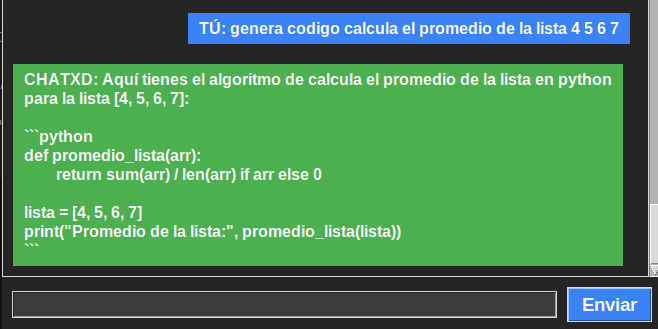 TÚ: genera codigo calcula el promedio de la lista 4 5 6 7
CHATXD: Aquí tienes el algoritmo de calcula el promedio de la lista en python
para la lista [4, 5, 6, 7]:
```python
def promedio_lista(arr):
    return sum(arr) / len(arr) if arr else 0
lista = [4, 5, 6, 7]
print("Promedio de la lista:", promedio_lista(lista))
```
Enviar